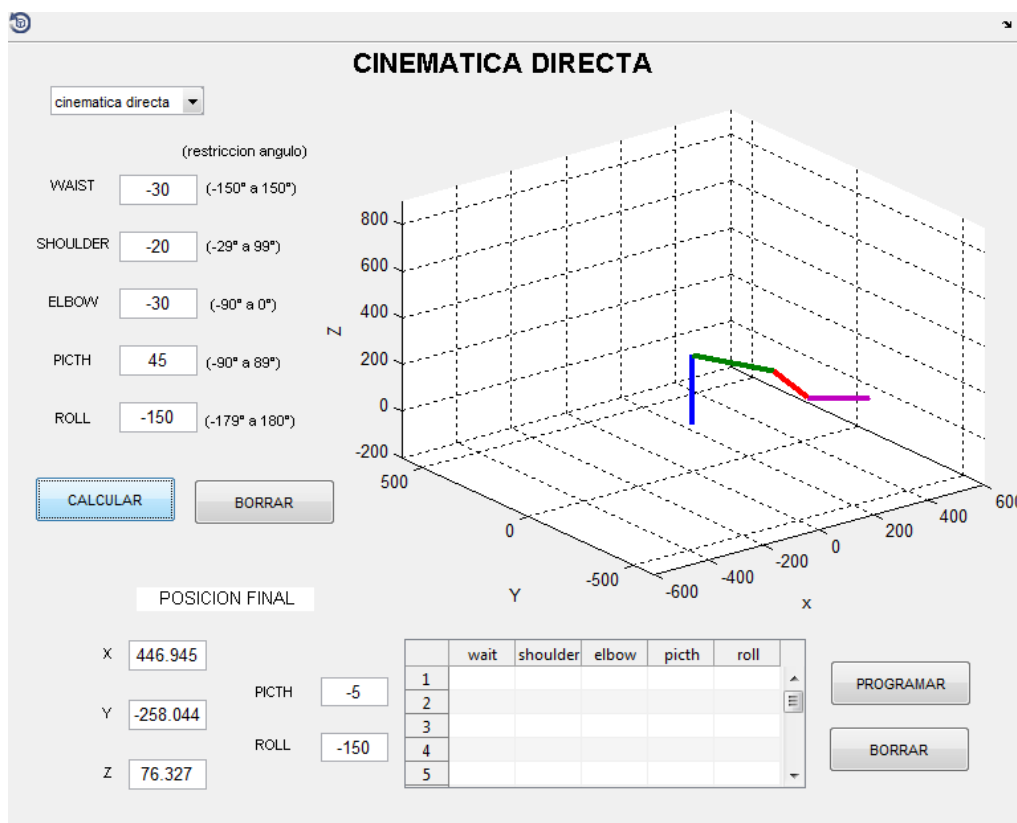 CINEMATICA DIRECTA
cinematica directa
(restriccion angulo)
WAIST -30 (-150° a 150°)
SHOULDER -20 (-29° a 99°)
ELBOW -30 (-90° a 0°)
PICTH 45 (-90° a 89°)
ROLL -150 (-179° a 180°)
CALCULAR BORRAR
800
600
400
200
0
-200
Z
500
0
-500
Y
-600
-400
-200
0
200
400
600
x
POSICION FINAL
X 446.945
Y -258.044
Z 76.327
PICTH -5
ROLL -150
wait shoulder elbow picth roll
1
2
3
4
5
PROGRAMAR
BORRAR